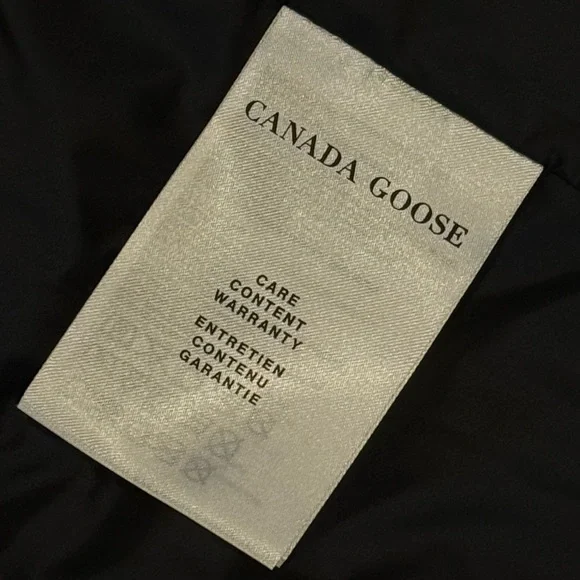 CANADA GOOSE
CARE
CONTENT
WARRANTY
ENTRETIEN
CONTENU
GARANTIE